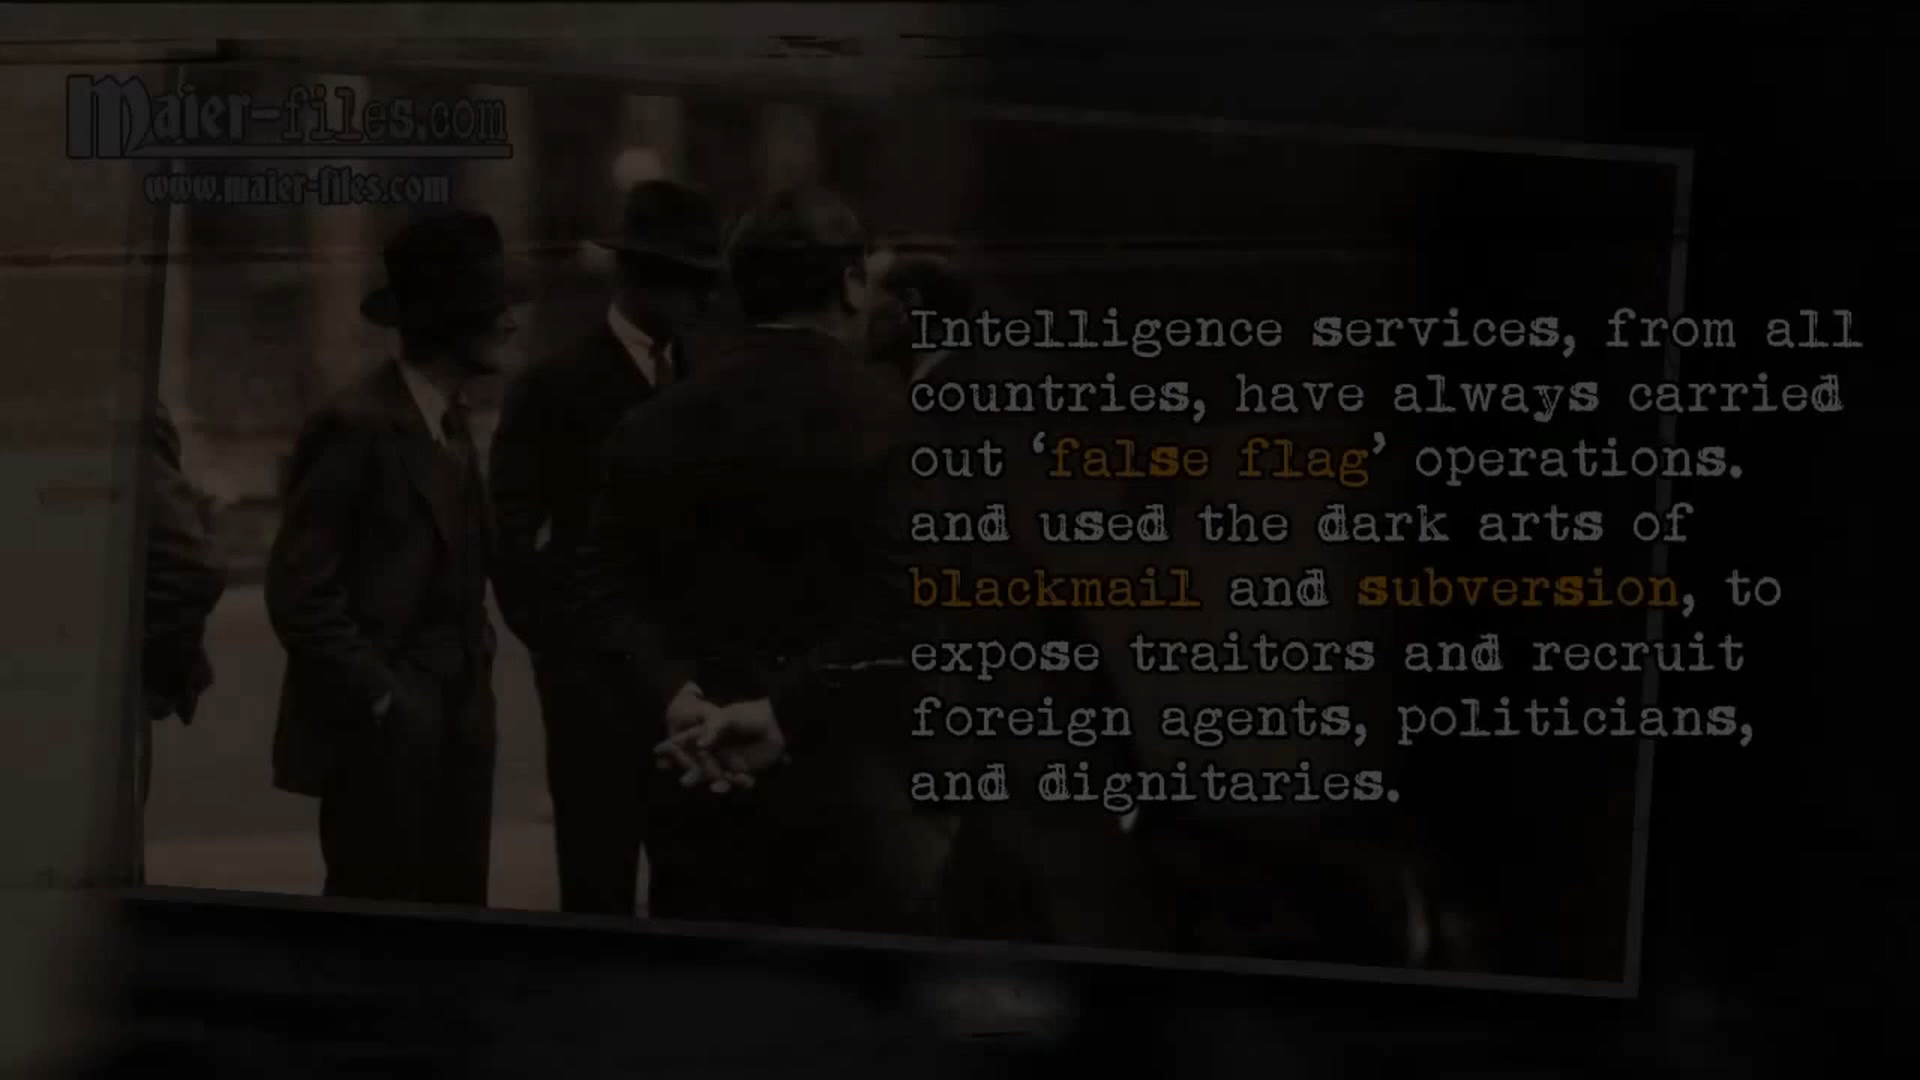 Maier-files.com
www.maier-files.com
Intelligence services, from all
countries, have always carried
out ‘false flag’ operations.
and used the dark arts of
blackmail and subversion, to
expose traitors and recruit
foreign agents, politicians,
and dignitaries.